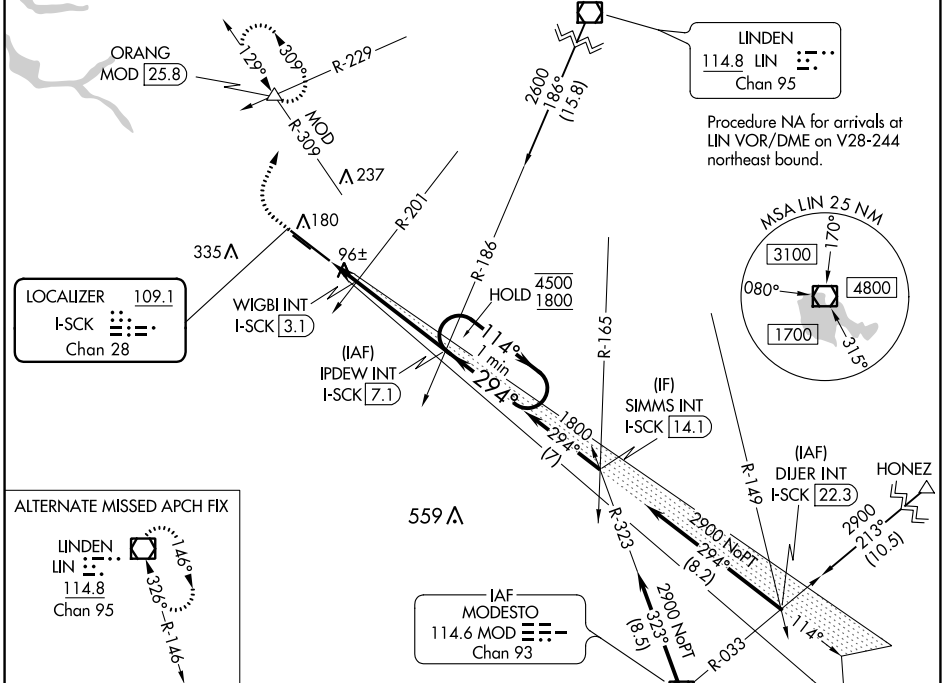 ORANG
MOD 25.8
129°
309°
R-229
MOD
R-309
237
2600
186°
(15.8)
LINDEN
114.8 LIN
Chan 95
Procedure NA for arrivals at
LIN VOR/DME on V28-244
northeast bound.
180
335
96±
R-201
R-186
HOLD
4500
1800
MSA LIN 25 NM
3100
170°
080°
4800
1700
315°
LOCALIZER 109.1
I-SCK
Chan 28
WIGBI INT
I-SCK 3.1
(IAF)
IPDEW INT
I-SCK 7.1
114°
1 min
294°
R-165
(IF)
SIMMS INT
I-SCK 14.1
1800
294°
(7)
R-149
(IAF)
DIJER INT
I-SCK 22.3
HONEZ
2900
213°
(10.5)
559
R-323
2900 NoPT
294°
(8.2)
114°
ALTERNATE MISSED APCH FIX
LINDEN
LIN
114.8
Chan 95
146°
326°
R-146
IAF
MODESTO
114.6 MOD
Chan 93
2900 NoPT
323°
(8.5)
R-033